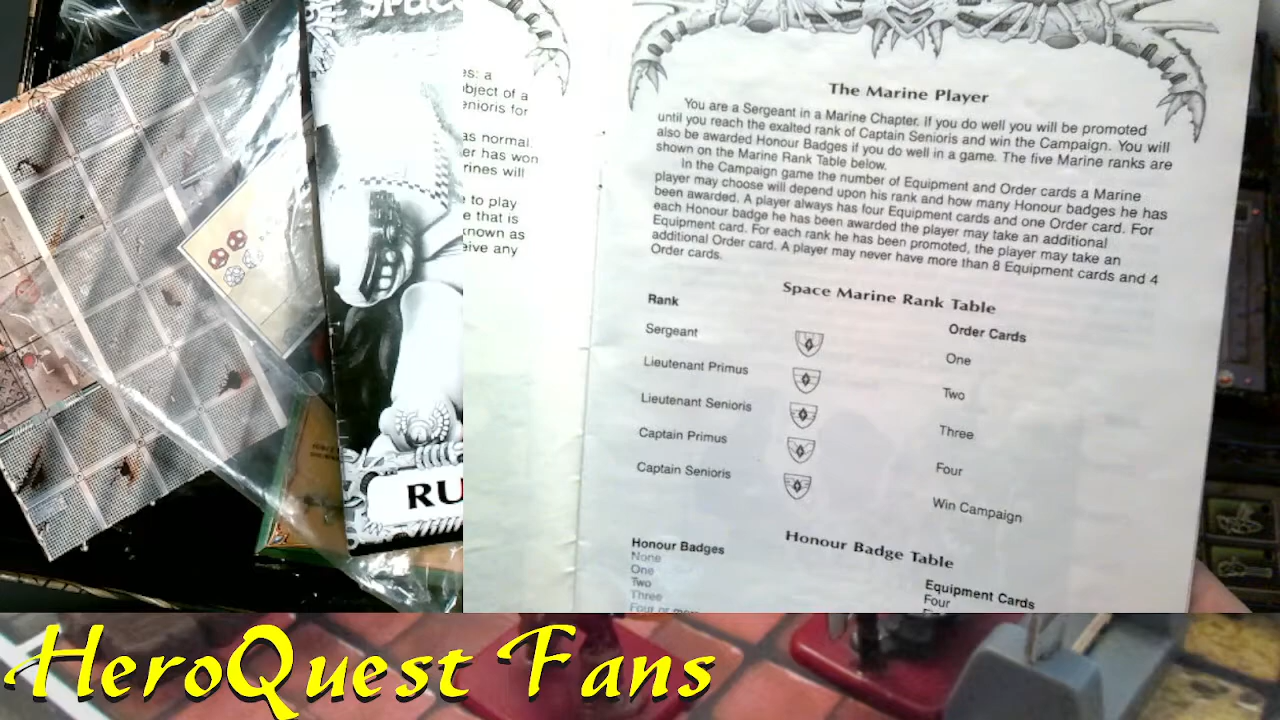 Space
es: a
bject of a
enioris for
as normal.
er has won
rines will
to play
e that is
known as
eive any
RU
The Marine Player
You are a Sergeant in a Marine Chapter. If you do well you will be promoted
until you reach the exalted rank of Captain Senioris and win the Campaign. You will
also be awarded Honour Badges if you do well in a game. The five Marine ranks are
shown on the Marine Rank Table below.
In the Campaign game the number of Equipment and Order cards a Marine
player may choose will depend upon his rank and how many Honour badges he has
been awarded. A player always has four Equipment cards and one Order card. For
each Honour badge he has been awarded the player may take an additional
Equipment card. For each rank he has been promoted, the player may take an
additional Order card. A player may never have more than 8 Equipment cards and 4
Order cards.
Space Marine Rank Table
Rank Order Cards
Sergeant One
Lieutenant Primus Two
Lieutenant Senioris Three
Captain Primus Four
Captain Senioris Win Campaign
Honour Badge Table
Honour Badges Equipment Cards
None Four
One
Two
Three
Four or more
HeroQuest Fans